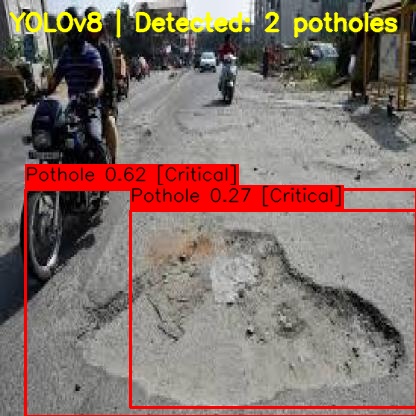 YOLOv8 | Detected: 2 potholes
Pothole 0.62 [Critical]
Pothole 0.27 [Critical]